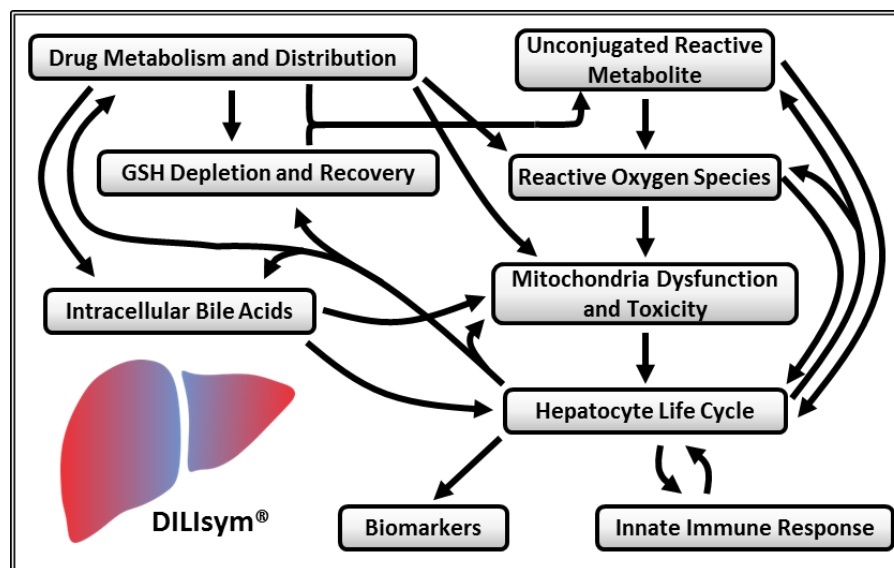 Drug Metabolism and Distribution
Unconjugated Reactive
Metabolite
GSH Depletion and Recovery
Reactive Oxygen Species
Intracellular Bile Acids
Mitochondria Dysfunction
and Toxicity
Hepatocyte Life Cycle
DILIsym®
Biomarkers
Innate Immune Response